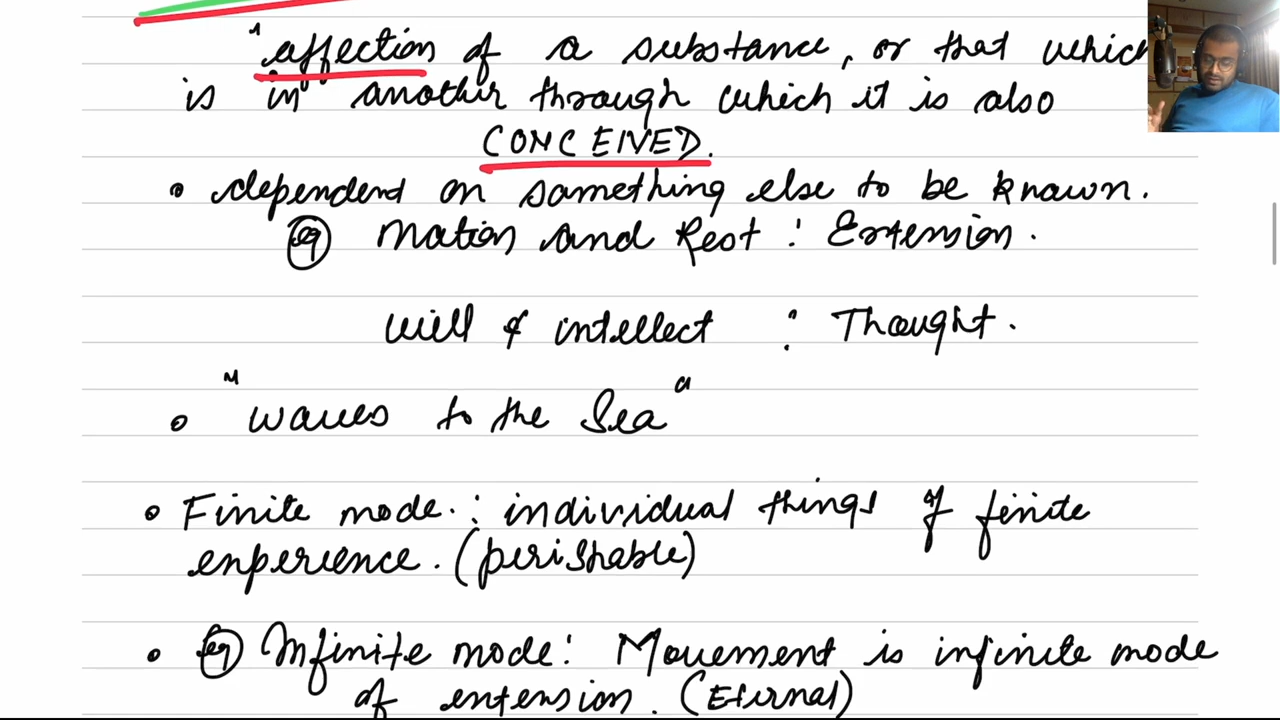 "affection of a substance, or that which
is in another through which it is also
CONCEIVED.
• dependent on something else to be known.
eg Motion and Rest : Extension.
will & intellect : Thought.
• "waves to the Sea"
• Finite mode : individual things of finite
experience. (perishable)
• eg Infinite mode : Movement is infinite mode
of extension. (Eternal)